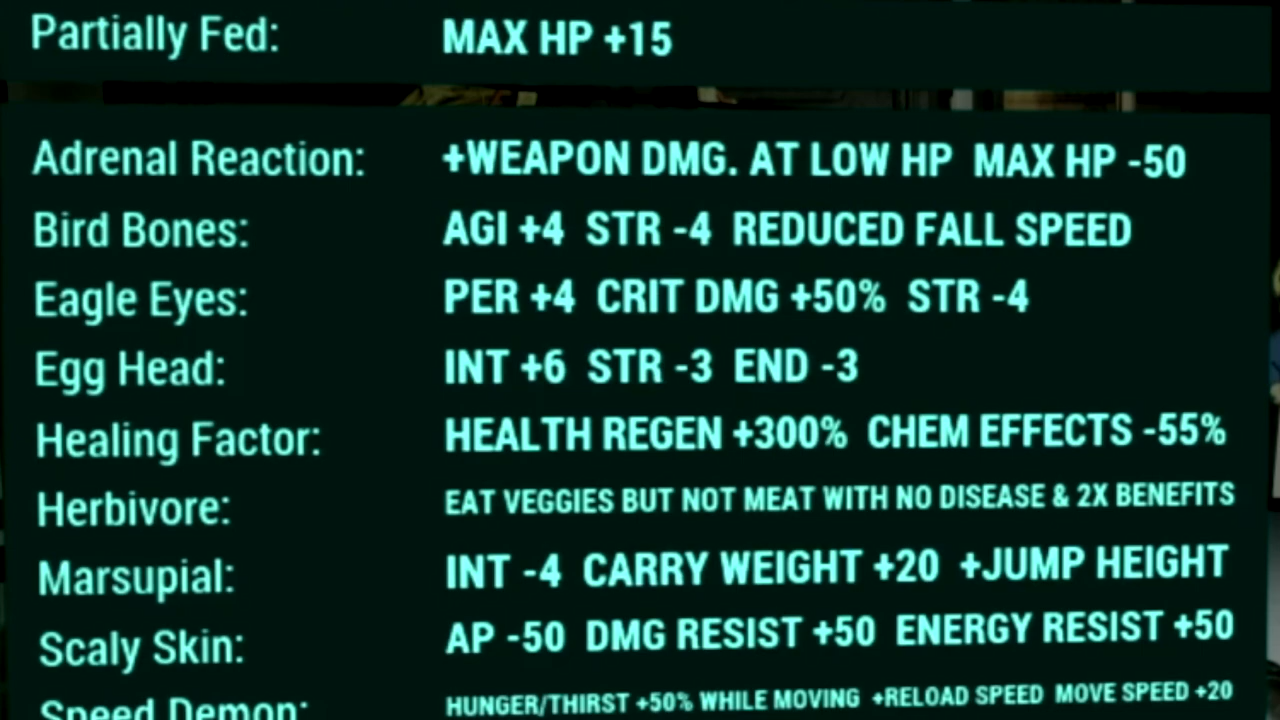 Partially Fed: MAX HP +15
Adrenal Reaction: +WEAPON DMG. AT LOW HP MAX HP -50
Bird Bones: AGI +4 STR -4 REDUCED FALL SPEED
Eagle Eyes: PER +4 CRIT DMG +50% STR -4
Egg Head: INT +6 STR -3 END -3
Healing Factor: HEALTH REGEN +300% CHEM EFFECTS -55%
Herbivore: EAT VEGGIES BUT NOT MEAT WITH NO DISEASE & 2X BENEFITS
Marsupial: INT -4 CARRY WEIGHT +20 +JUMP HEIGHT
Scaly Skin: AP -50 DMG RESIST +50 ENERGY RESIST +50
Speed Demon: HUNGER/THIRST +50% WHILE MOVING +RELOAD SPEED MOVE SPEED +20